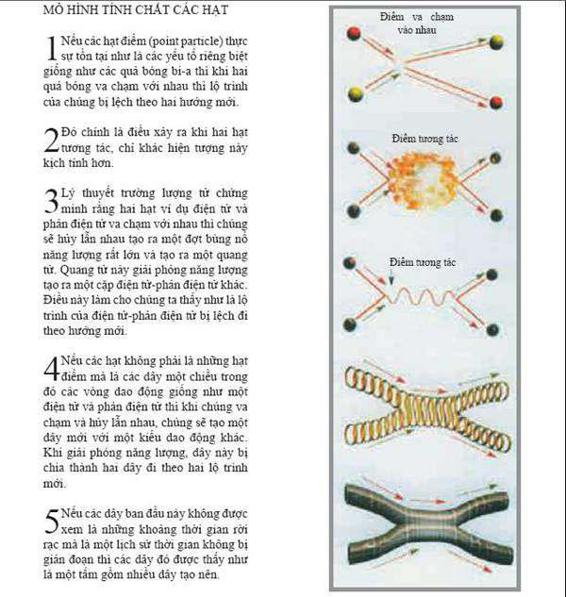 MÔ HÌNH TÍNH CHẤT CÁC HẠT
1 Nếu các hạt điểm (point particle) thực
sự tồn tại như là các yếu tố riêng biệt
giống như các quả bóng bi-a thì khi hai
quả bóng va chạm với nhau thì lộ trình
của chúng bị lệch theo hai hướng mới.
2 Đó chính là điều xảy ra khi hai hạt
tương tác, chỉ khác hiện tượng này
kịch tính hơn.
3 Lý thuyết trường lượng tử chứng
minh rằng hai hạt ví dụ điện tử và
phản điện tử va chạm với nhau thì chúng
sẽ hủy lẫn nhau tạo ra một đợt bùng nổ
năng lượng rất lớn và tạo ra một quang
tử. Quang tử này giải phóng năng lượng
tạo ra một cặp điện tử-phản điện tử khác.
Điều này làm cho chúng ta thấy như là lộ
trình của điện tử-phản điện tử bị lệch đi
theo hướng mới.
4 Nếu các hạt không phải là những hạt
điểm mà là các dây một chiều trong
đó các vòng dao động giống như một
điện tử và phản điện tử thì khi chúng va
chạm và hủy lẫn nhau, chúng sẽ tạo một
dây mới với một kiểu dao động khác.
Khi giải phóng năng lượng, dây này bị
chia thành hai dây đi theo hai lộ trình
mới.
5 Nếu các dây ban đầu này không được
xem là những khoảng thời gian rời
rạc mà là một lịch sử thời gian không bị
gián đoạn thì các dây đó được thấy như
là một tấm gồm nhiều dây tạo nên.
Điểm va chạm
vào nhau
Điểm tương tác
Điểm tương tác